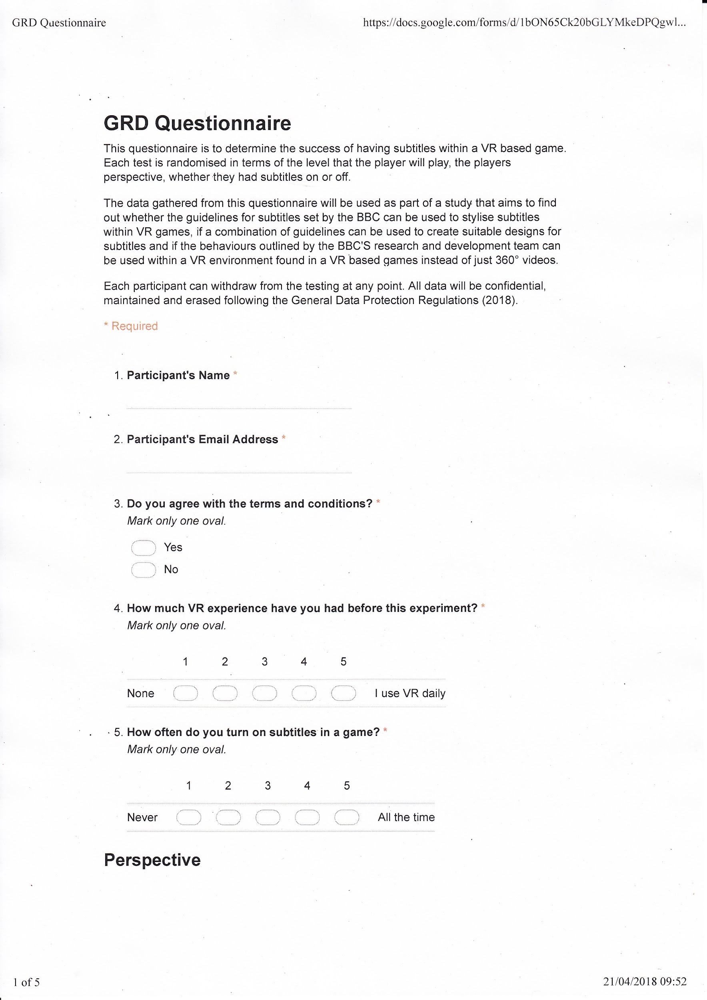 GRD Questionnaire
https://docs.google.com/forms/d/1bON65Ck20bGLYMkeDPQgwl...
GRD Questionnaire
This questionnaire is to determine the success of having subtitles within a VR based game.
Each test is randomised in terms of the level that the player will play, the players
perspective, whether they had subtitles on or off.
The data gathered from this questionnaire will be used as part of a study that aims to find
out whether the guidelines for subtitles set by the BBC can be used to stylise subtitles
within VR games, if a combination of guidelines can be used to create suitable designs for
subtitles and if the behaviours outlined by the BBC'S research and development team can
be used within a VR environment found in a VR based games instead of just 360° videos.
Each participant can withdraw from the testing at any point. All data will be confidential,
maintained and erased following the General Data Protection Regulations (2018).
* Required
1. Participant's Name *
2. Participant's Email Address *
3. Do you agree with the terms and conditions? *
Mark only one oval.
Yes
No
4. How much VR experience have you had before this experiment? *
Mark only one oval.
1 2 3 4 5
None I use VR daily
5. How often do you turn on subtitles in a game? *
Mark only one oval.
1 2 3 4 5
Never All the time
Perspective
1 of 5
21/04/2018 09:52